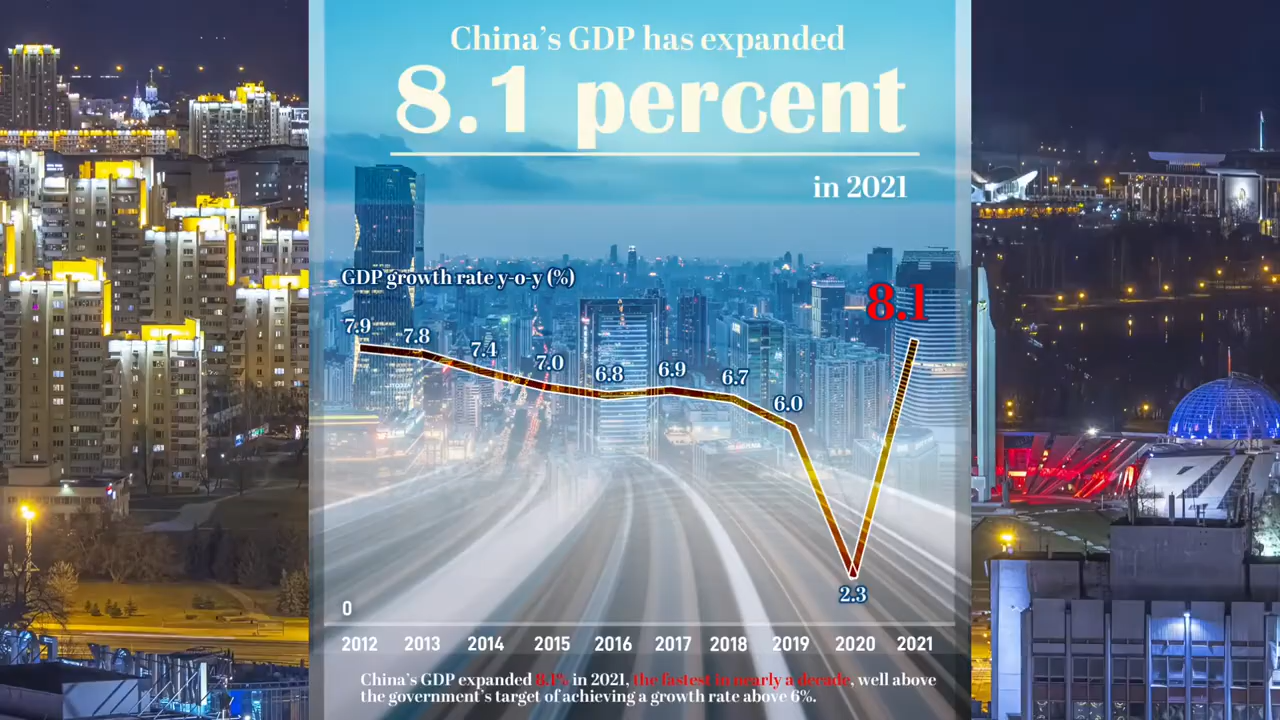 China's GDP has expanded
8.1 percent
in 2021
GDP growth rate y-o-y (%)
7.9
7.8
7.4
7.0
6.8
6.9
6.7
6.0
2.3
8.1
0
2012 2013 2014 2015 2016 2017 2018 2019 2020 2021
China's GDP expanded 8.1% in 2021, the fastest in nearly a decade, well above
the government's target of achieving a growth rate above 6%.